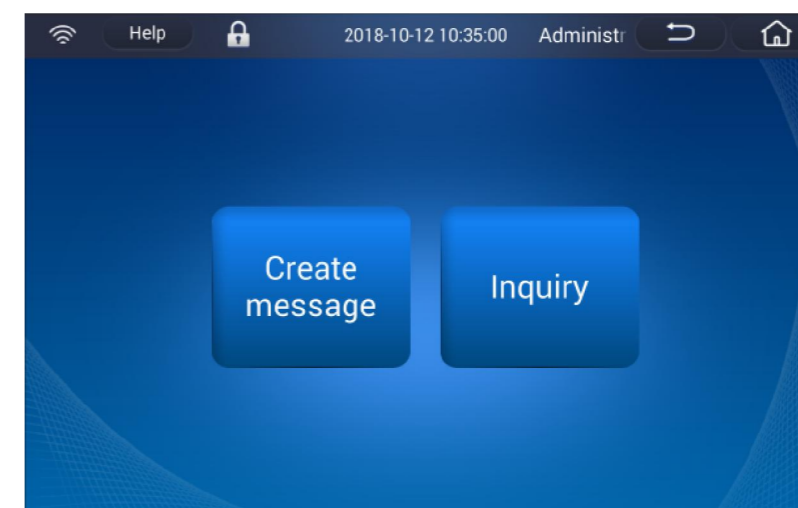 Help
2018-10-12 10:35:00
Administr
Create
message
Inquiry